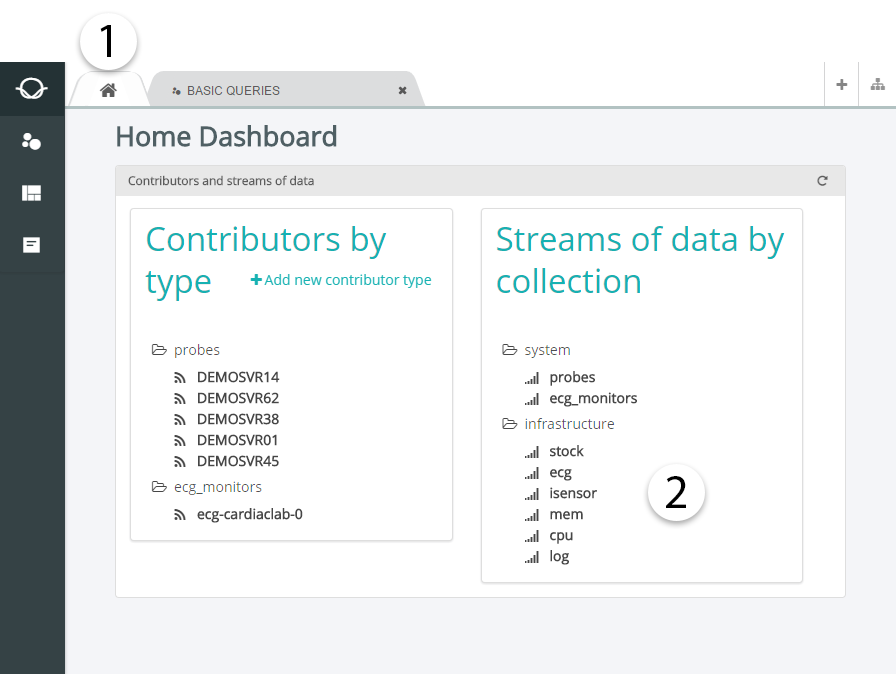 1
BASIC QUERIES
Home Dashboard
Contributors and streams of data
Contributors by
type
Add new contributor type
probes
DEMOSVR14
DEMOSVR62
DEMOSVR38
DEMOSVR01
DEMOSVR45
ecg_monitors
ecg-cardiaclab-0
Streams of data by
collection
system
probes
ecg_monitors
infrastructure
stock
ecg
isensor
mem
cpu
log
2